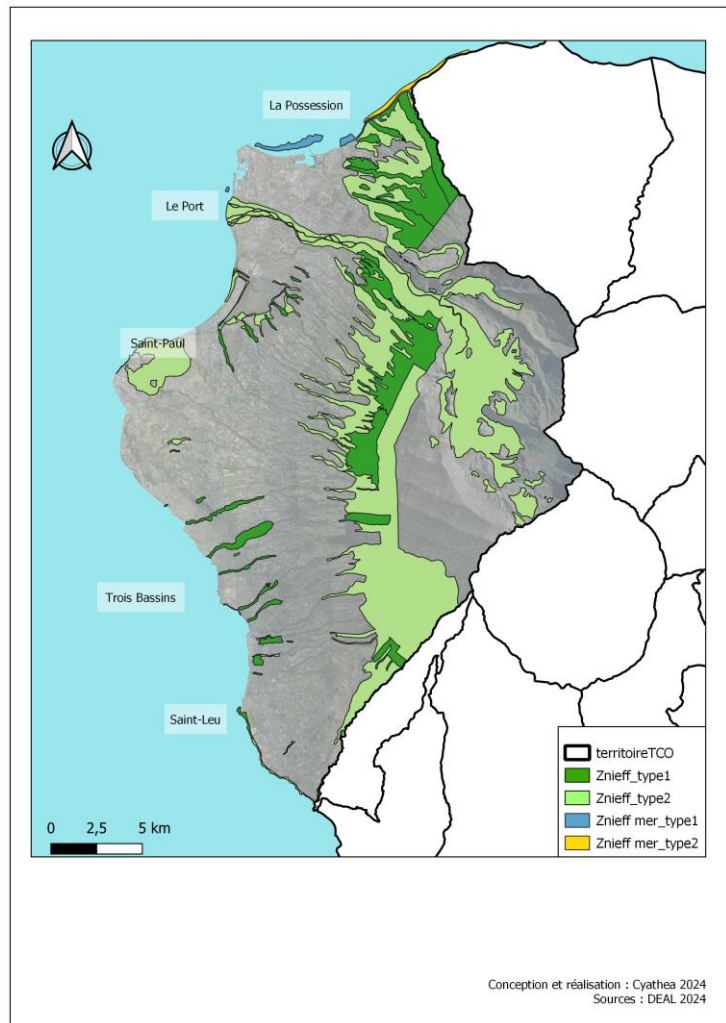 La Possession
Le Port
Saint-Paul
Trois Bassins
Saint-Leu
territoireTCO
Znieff_type1
Znieff_type2
Znieff mer_type1
Znieff mer_type2
0 2,5 5 km
Conception et réalisation : Cyathea 2024
Sources : DEAL 2024